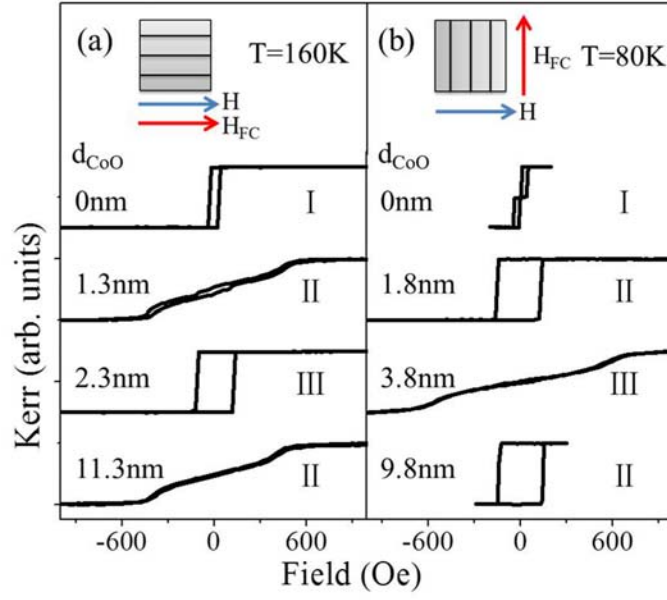 (a)
T=160K
H
H_FC
d_CoO
0nm
I
1.3nm
II
2.3nm
III
11.3nm
II
(b)
H_FC
T=80K
H
d_CoO
0nm
I
1.8nm
II
3.8nm
III
9.8nm
II
Kerr (arb. units)
-600 0 600 -600 0 600
Field (Oe)